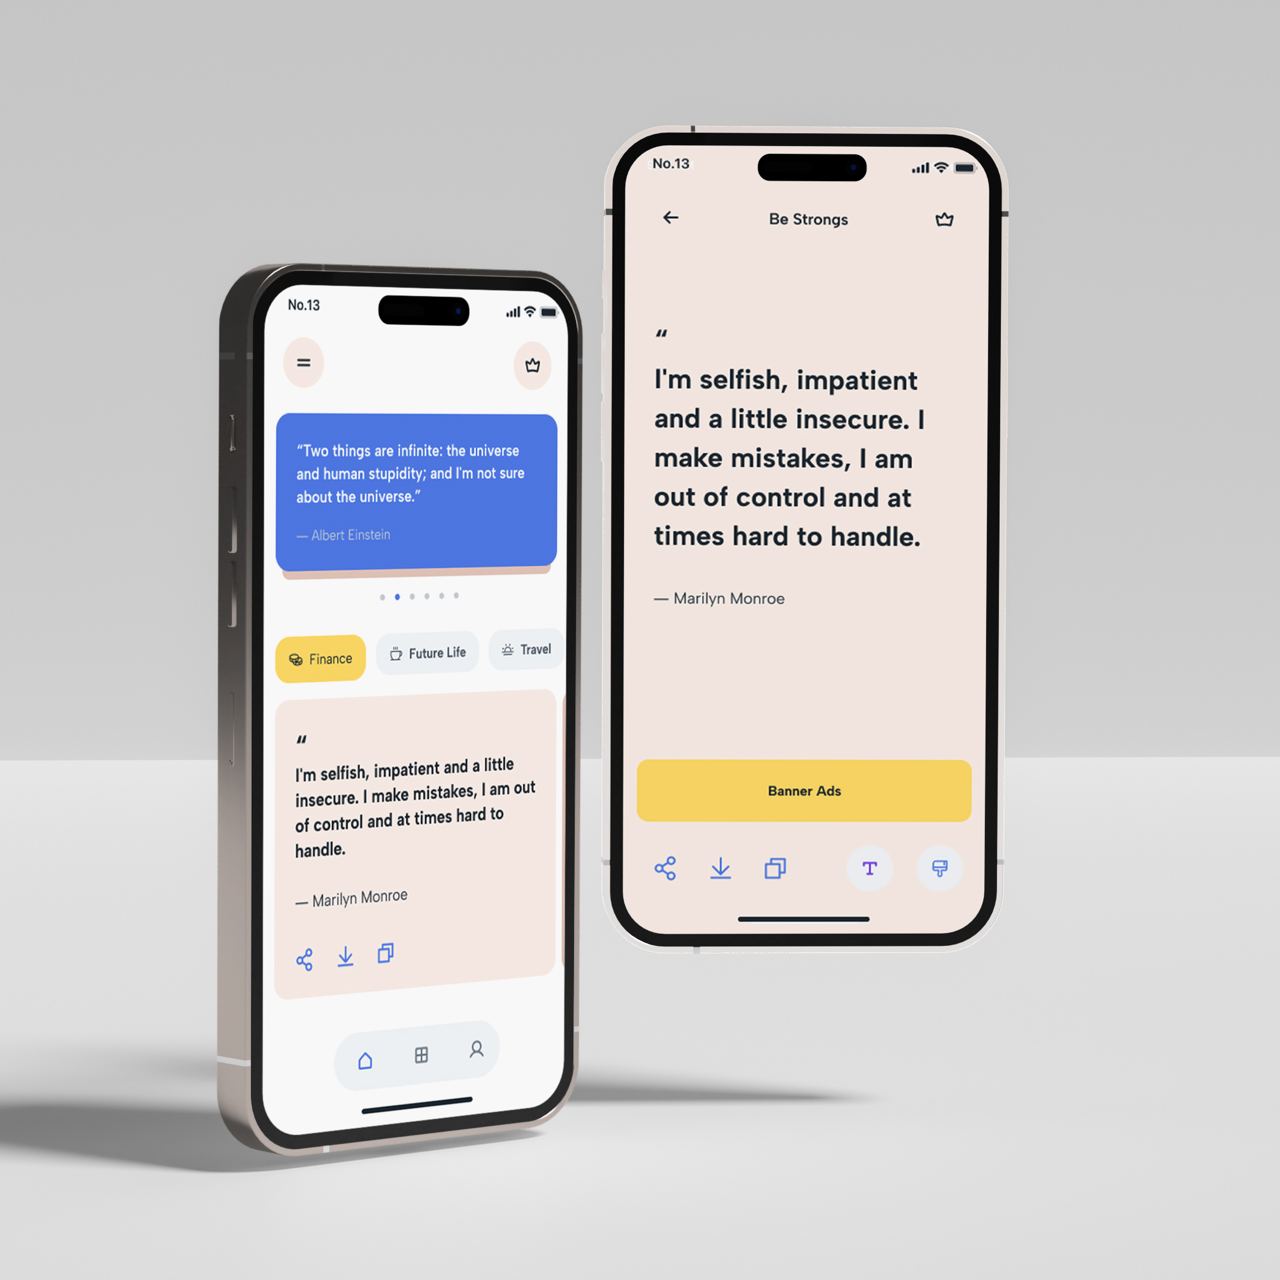 No.13
“Two things are infinite: the universe
and human stupidity; and I'm not sure
about the universe.”
— Albert Einstein
Finance
Future Life
Travel
“
I'm selfish, impatient and a little
insecure. I make mistakes, I am out
of control and at times hard to
handle.
— Marilyn Monroe
No.13
Be Strongs
“
I'm selfish, impatient
and a little insecure. I
make mistakes, I am
out of control and at
times hard to handle.
— Marilyn Monroe
Banner Ads
T